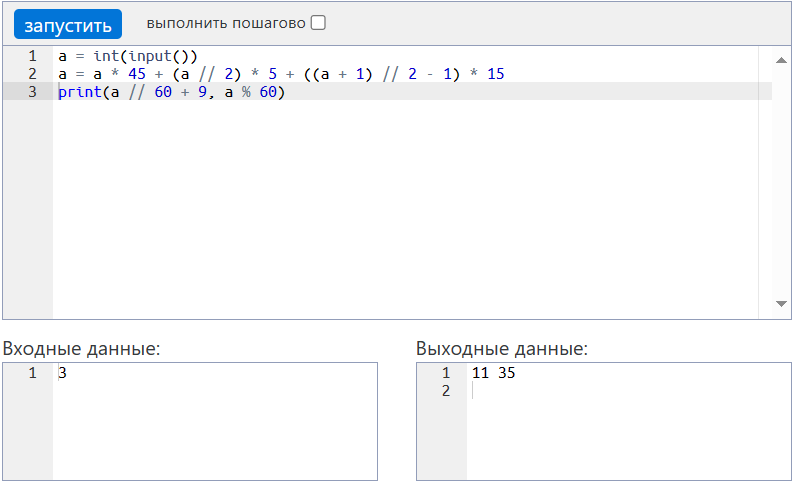 запустить выполнить пошагово
1 a = int(input())
2 a = a * 45 + (a // 2) * 5 + ((a + 1) // 2 - 1) * 15
3 print(a // 60 + 9, a % 60)
Входные данные:
1 3
Выходные данные:
1 11 35
2